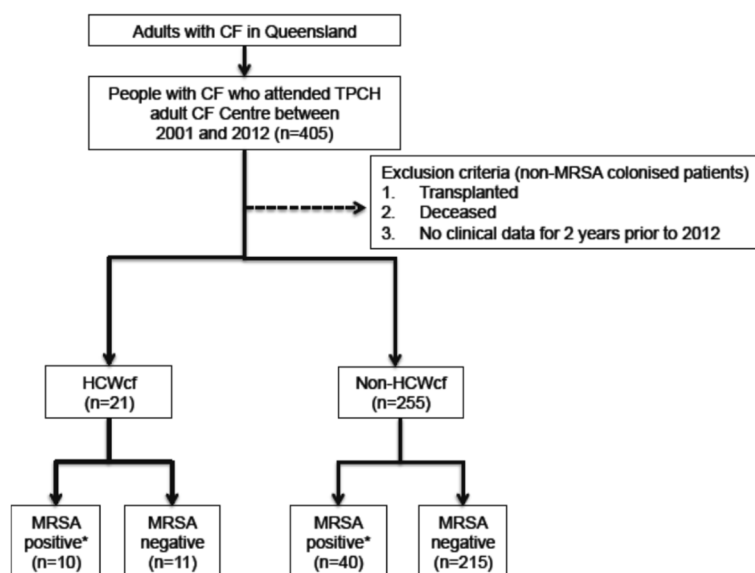 Adults with CF in Queensland
People with CF who attended TPCH
adult CF Centre between
2001 and 2012 (n=405)
Exclusion criteria (non-MRSA colonised patients)
1. Transplanted
2. Deceased
3. No clinical data for 2 years prior to 2012
HCWcf
(n=21)
Non-HCWcf
(n=255)
MRSA
positive*
(n=10)
MRSA
negative
(n=11)
MRSA
positive*
(n=40)
MRSA
negative
(n=215)